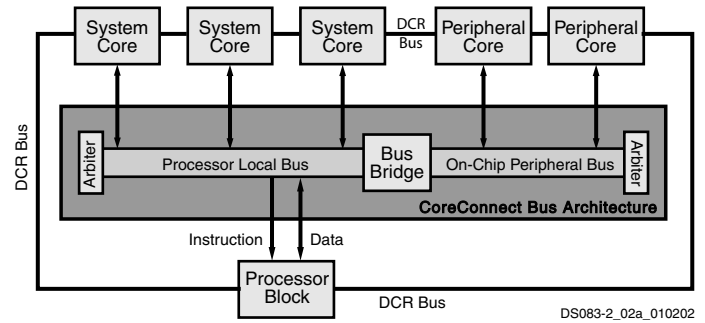 System
Core
System
Core
System
Core
DCR
Bus
Peripheral
Core
Peripheral
Core
DCR Bus
Arbiter
Processor Local Bus
Bus
Bridge
On-Chip Peripheral Bus
Arbiter
CoreConnect Bus Architecture
Instruction
Data
Processor
Block
DCR Bus
DS083-2_02a_010202